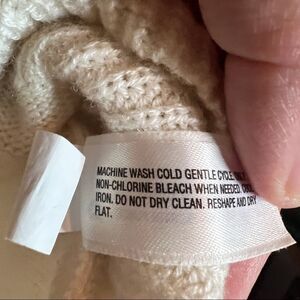 MACHINE WASH COLD GENTLE CYCLE,
NON-CHLORINE BLEACH WHEN NEEDED,
IRON. DO NOT DRY CLEAN. RESHAPE AND DRY
FLAT.